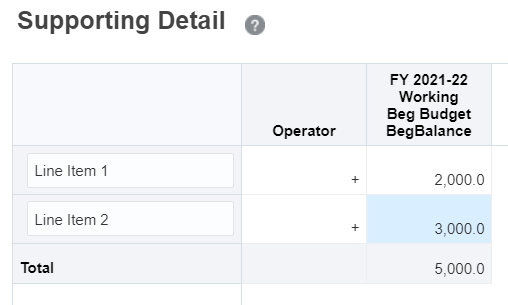 Supporting Detail ?
FY 2021-22
Working
Beg Budget
Operator BegBalance
Line Item 1 + 2,000.0
Line Item 2 + 3,000.0
Total 5,000.0